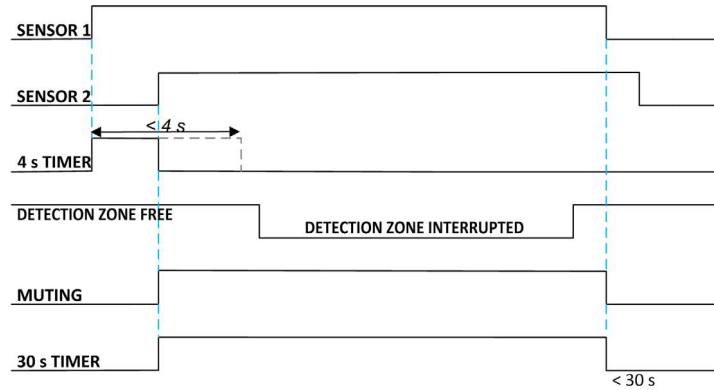 SENSOR 1
SENSOR 2
< 4 s
4 s TIMER
DETECTION ZONE FREE
DETECTION ZONE INTERRUPTED
MUTING
30 s TIMER
< 30 s